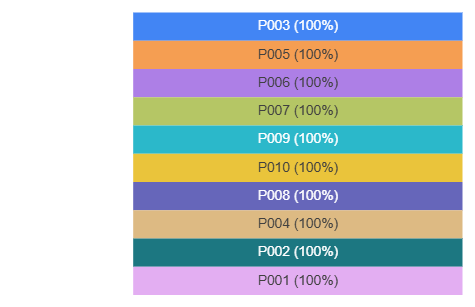 P003 (100%)
P005 (100%)
P006 (100%)
P007 (100%)
P009 (100%)
P010 (100%)
P008 (100%)
P004 (100%)
P002 (100%)
P001 (100%)